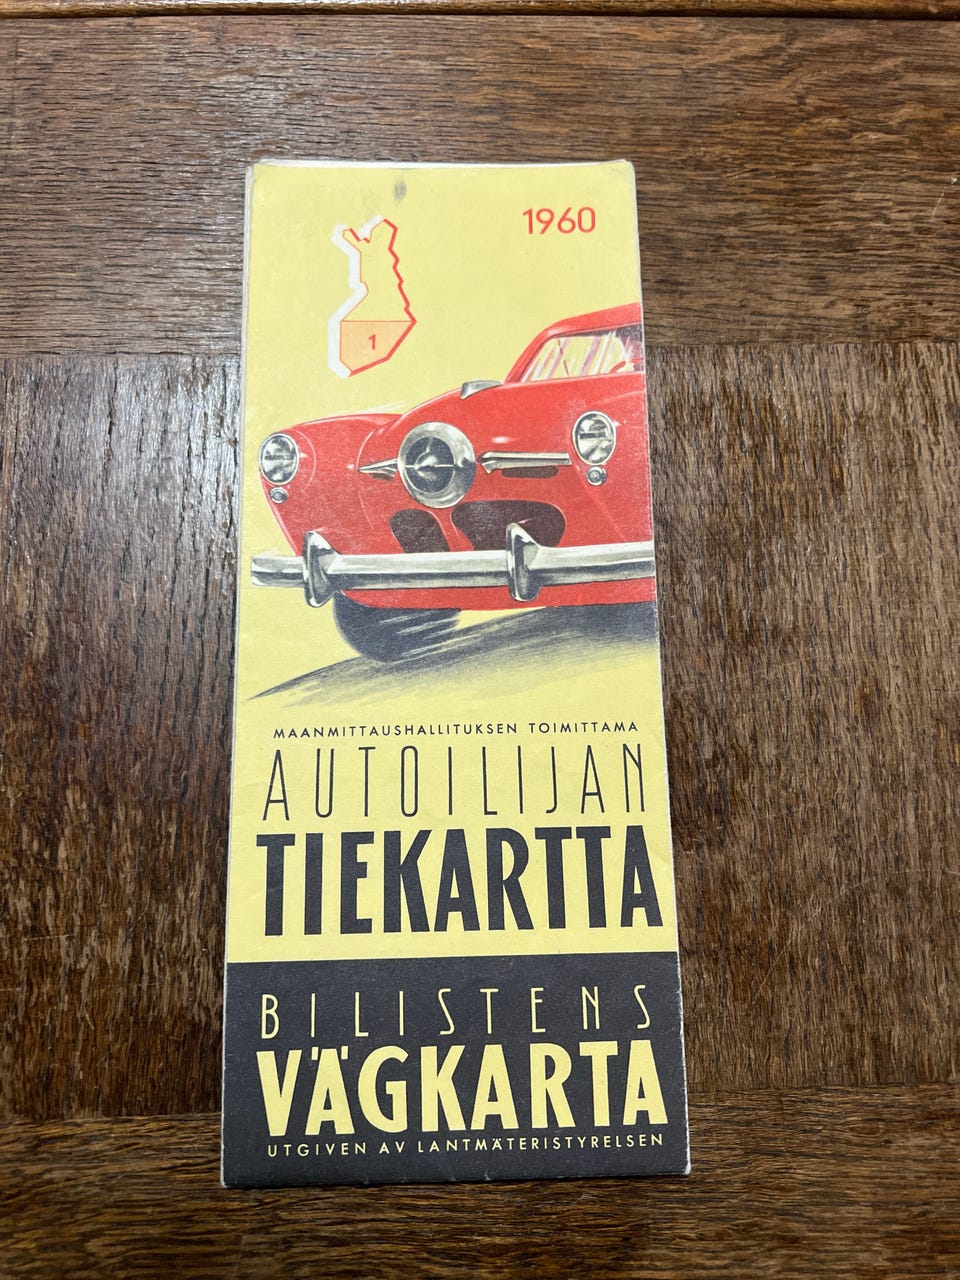 1960
1
MAANMITTAUSHALLITUKSEN TOIMITTAMA
AUTOILIJAN
TIEKARTTA
BILISTENS
VÄGKARTA
UTGIVEN AV LANTMÄTERISTYRELSEN